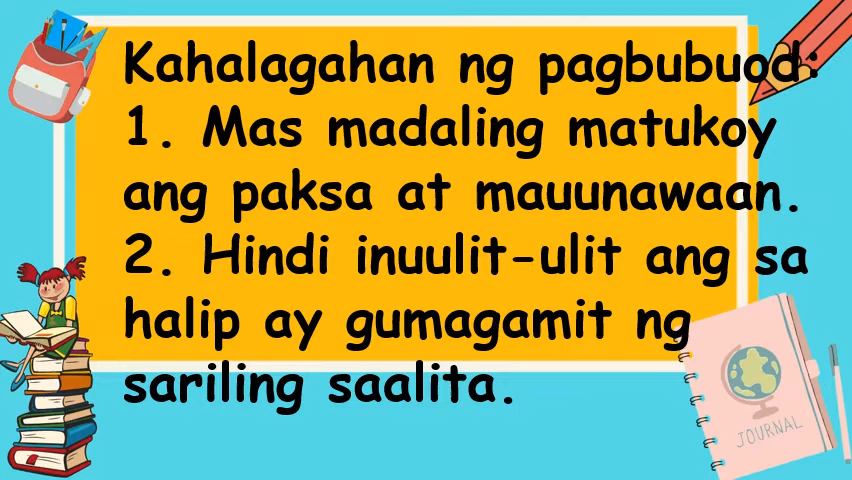 Kahalagahan ng pagbubuod:
1. Mas madaling matukoy
ang paksa at mauunawaan.
2. Hindi inuulit-ulit ang sa
halip ay gumagamit ng
sariling saalita.
JOURNAL